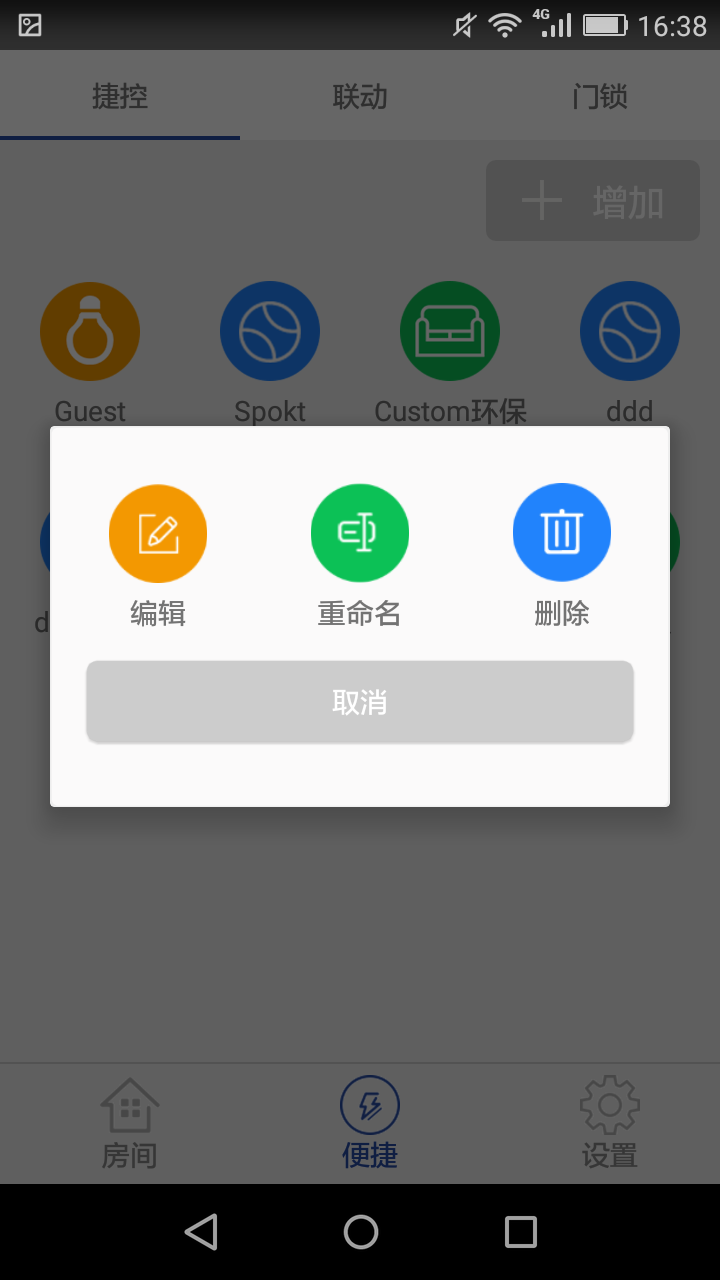 4G 16:38
捷控 联动 门锁
增加
Guest Spokt Custom环保 ddd
编辑 重命名 删除
取消
房间 便捷 设置